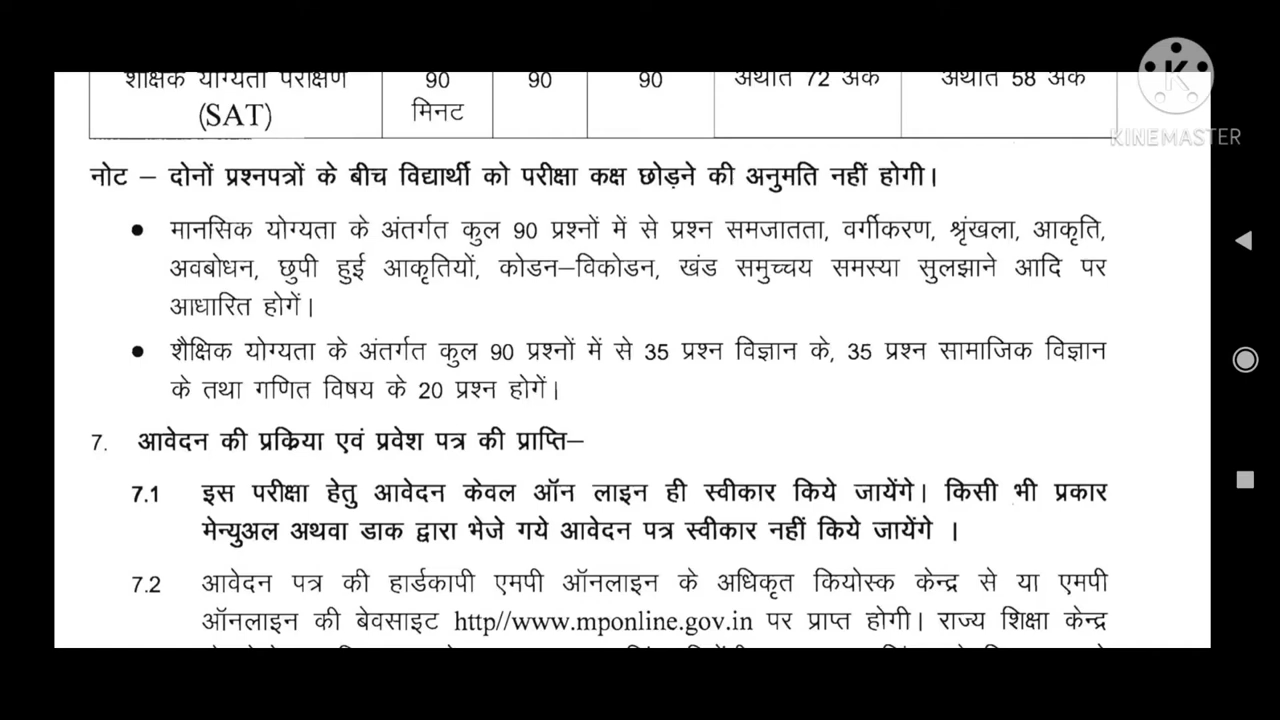 शैक्षिक योग्यता परीक्षण 90 90 90 अर्थात 72 अंक अर्थात 58 अंक
(SAT) मिनट
KINEMASTER
नोट – दोनों प्रश्नपत्रों के बीच विद्यार्थी को परीक्षा कक्ष छोड़ने की अनुमति नहीं होगी।
• मानसिक योग्यता के अंतर्गत कुल 90 प्रश्नों में से प्रश्न समजातता, वर्गीकरण, श्रृंखला, आकृति,
अवबोधन, छुपी हुई आकृतियों, कोडन–विकोडन, खंड समुच्चय समस्या सुलझाने आदि पर
आधारित होगें।
• शैक्षिक योग्यता के अंतर्गत कुल 90 प्रश्नों में से 35 प्रश्न विज्ञान के, 35 प्रश्न सामाजिक विज्ञान
के तथा गणित विषय के 20 प्रश्न होगें।
7. आवेदन की प्रक्रिया एवं प्रवेश पत्र की प्राप्ति–
7.1 इस परीक्षा हेतु आवेदन केवल ऑन लाइन ही स्वीकार किये जायेंगे। किसी भी प्रकार
मेन्युअल अथवा डाक द्वारा भेजे गये आवेदन पत्र स्वीकार नहीं किये जायेंगे ।
7.2 आवेदन पत्र की हार्डकापी एमपी ऑनलाइन के अधिकृत कियोस्क केन्द्र से या एमपी
ऑनलाइन की बेवसाइट http//www.mponline.gov.in पर प्राप्त होगी। राज्य शिक्षा केन्द्र